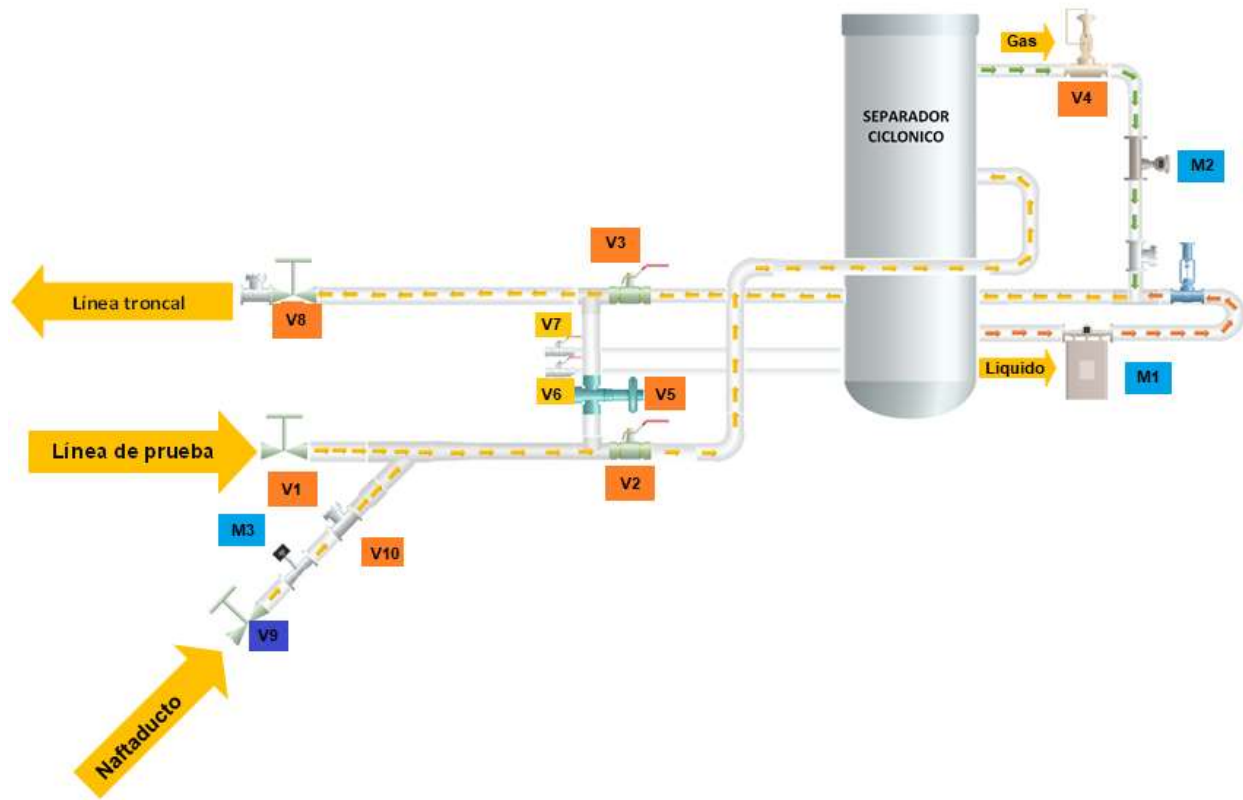 Gas
V4
SEPARADOR
CICLONICO
M2
V3
Línea troncal
V8
V7
Liquido
M1
V6
V5
Línea de prueba
V1
V2
M3
V10
V9
Naftaducto